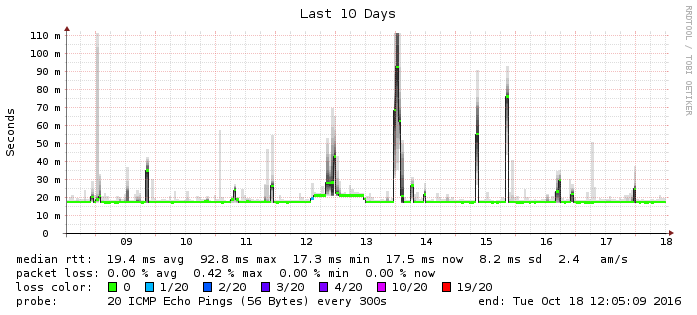 Last 10 Days
RRDTOOL / TOBI OETIKER
Seconds
110 m
100 m
90 m
80 m
70 m
60 m
50 m
40 m
30 m
20 m
10 m
0
09 10 11 12 13 14 15 16 17 18
median rtt: 19.4 ms avg 92.8 ms max 17.3 ms min 17.5 ms now 8.2 ms sd 2.4 am/s
packet loss: 0.00 % avg 0.42 % max 0.00 % min 0.00 % now
loss color: 0 1/20 2/20 3/20 4/20 10/20 19/20
probe: 20 ICMP Echo Pings (56 Bytes) every 300s end: Tue Oct 18 12:05:09 2016